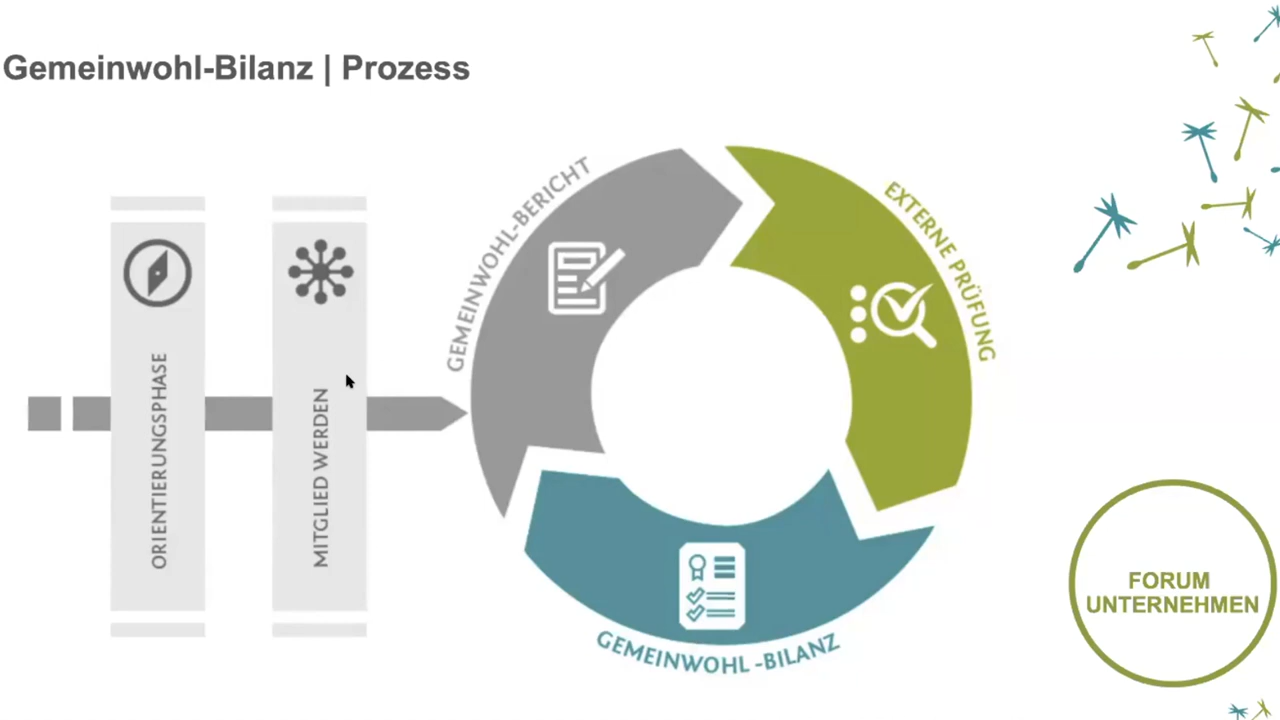 Gemeinwohl-Bilanz | Prozess
ORIENTIERUNGSPHASE
MITGLIED WERDEN
GEMEINWOHL-BERICHT
EXTERNE PRÜFUNG
GEMEINWOHL -BILANZ
FORUM
UNTERNEHMEN